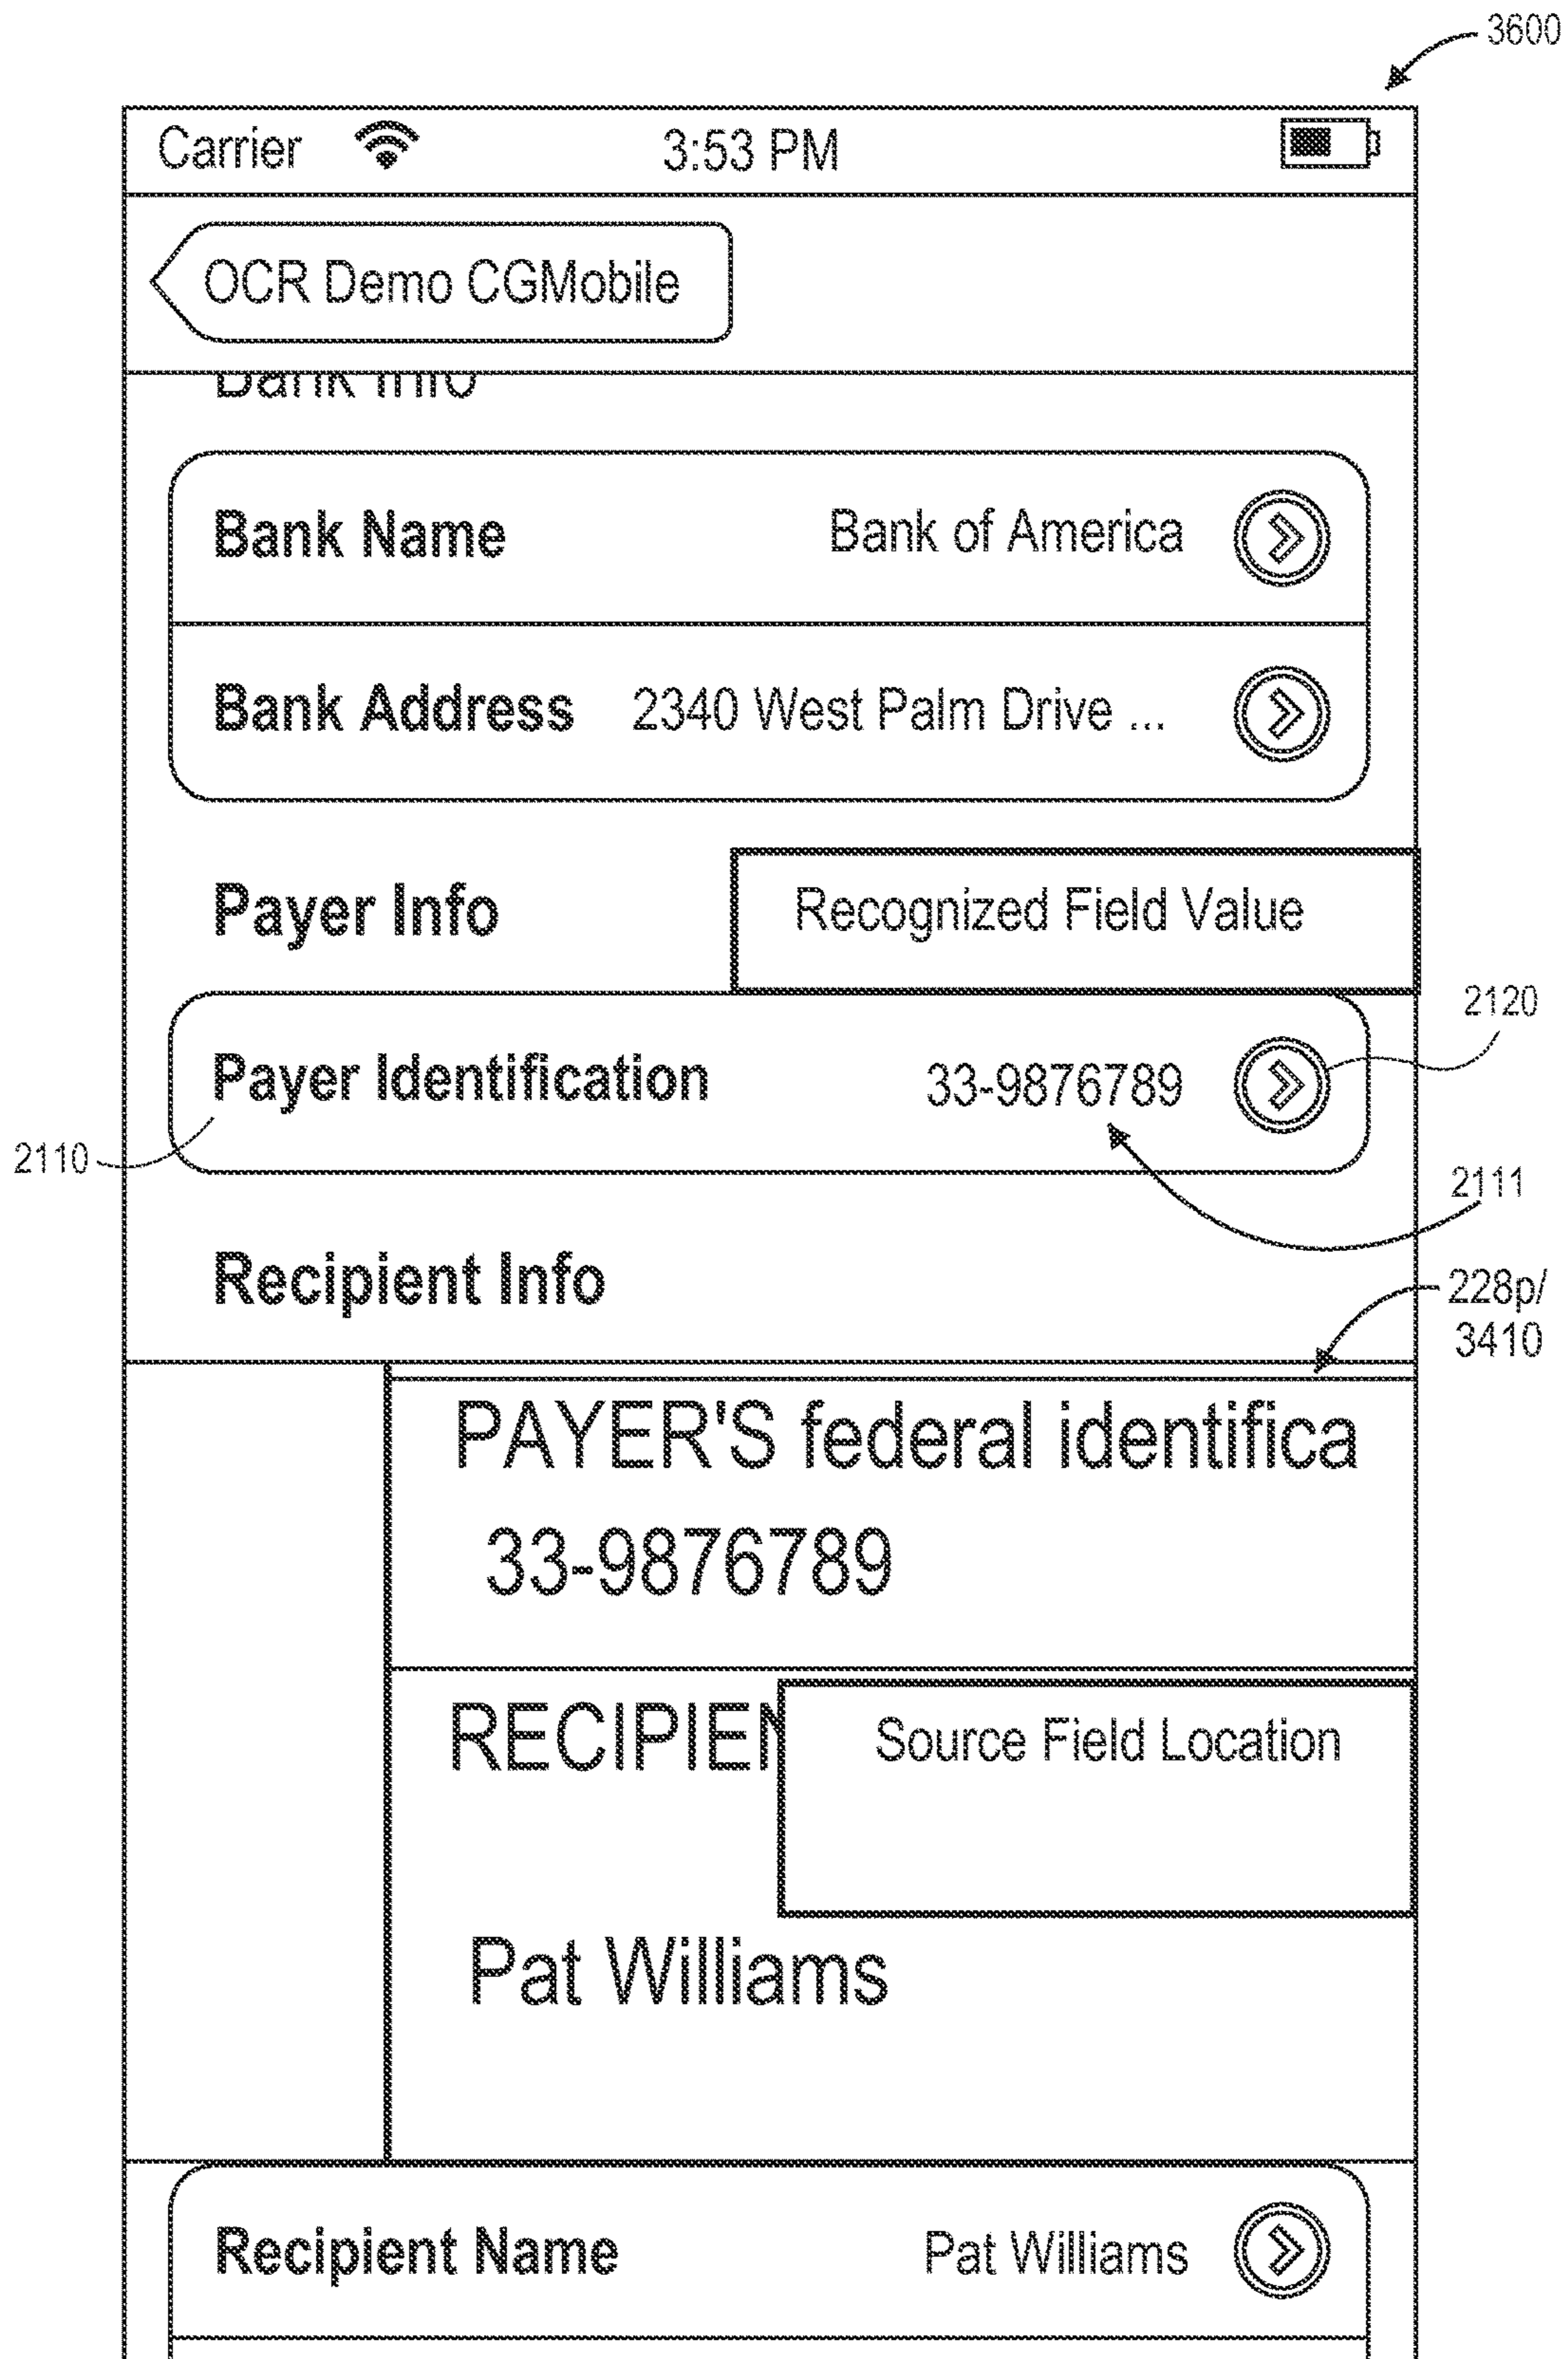 3600
Carrier 3:53 PM
OCR Demo CGMobile
Bank Info
Bank Name Bank of America
Bank Address 2340 West Palm Drive ...
Payer Info Recognized Field Value
2120
Payer Identification 33-9876789
2110
2111
Recipient Info
228p/
3410
PAYER'S federal identifica
33-9876789
RECIPIEN Source Field Location
Pat Williams
Recipient Name Pat Williams